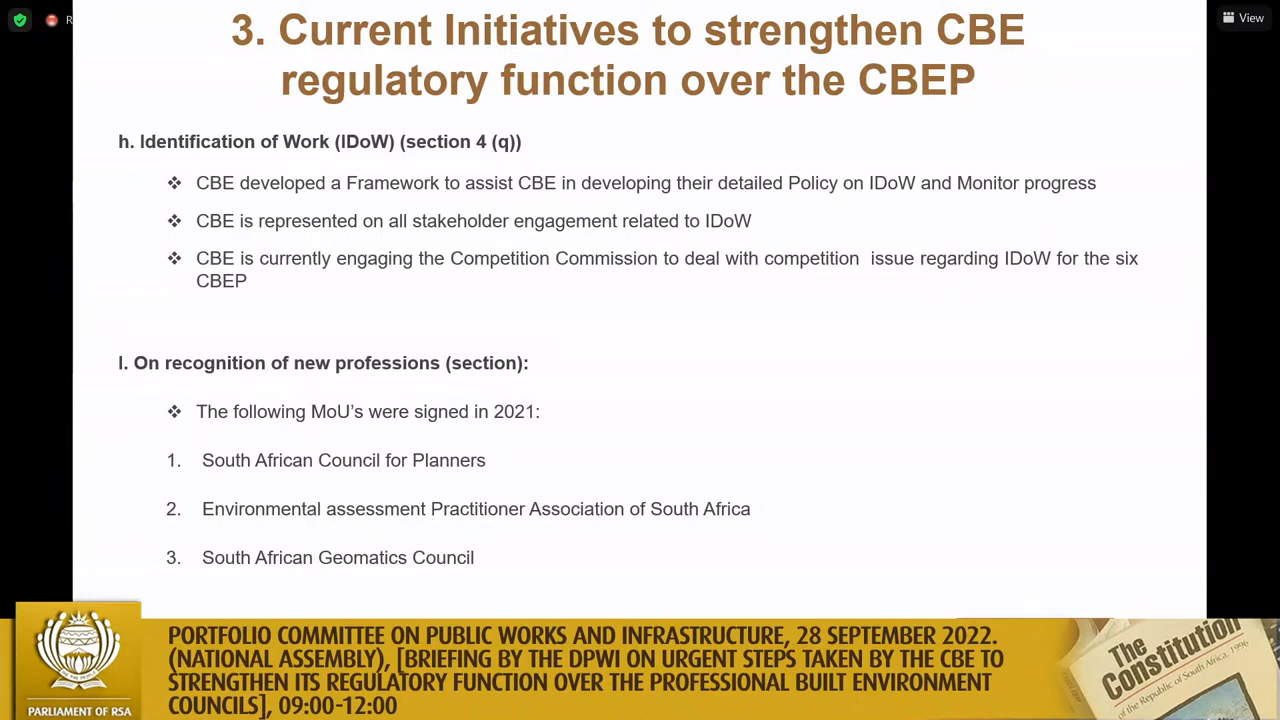 R
View
3. Current Initiatives to strengthen CBE
regulatory function over the CBEP
h. Identification of Work (IDoW) (section 4 (q))
❖ CBE developed a Framework to assist CBE in developing their detailed Policy on IDoW and Monitor progress
❖ CBE is represented on all stakeholder engagement related to IDoW
❖ CBE is currently engaging the Competition Commission to deal with competition issue regarding IDoW for the six
CBEP
I. On recognition of new professions (section):
❖ The following MoU's were signed in 2021:
1. South African Council for Planners
2. Environmental assessment Practitioner Association of South Africa
3. South African Geomatics Council
PARLIAMENT OF RSA
PORTFOLIO COMMITTEE ON PUBLIC WORKS AND INFRASTRUCTURE, 28 SEPTEMBER 2022.
(NATIONAL ASSEMBLY), [BRIEFING BY THE DPWI ON URGENT STEPS TAKEN BY THE CBE TO
STRENGTHEN ITS REGULATORY FUNCTION OVER THE PROFESSIONAL BUILT ENVIRONMENT
COUNCILS], 09:00-12:00
The
Constitution
of the Republic of South Africa, 1996